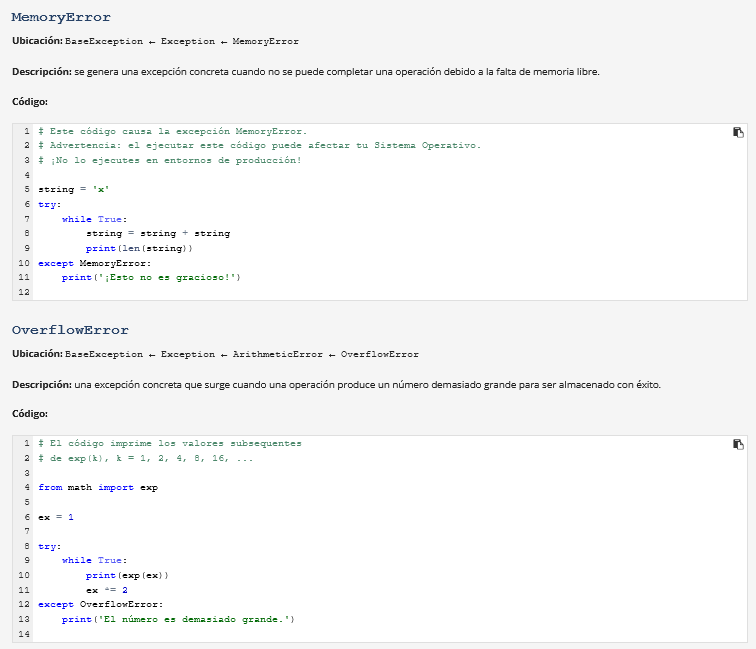 MemoryError
Ubicación: BaseException ← Exception ← MemoryError
Descripción: se genera una excepción concreta cuando no se puede completar una operación debido a la falta de memoria libre.
Código:
1 # Este código causa la excepción MemoryError.
2 # Advertencia: el ejecutar este código puede afectar tu Sistema Operativo.
3 # ¡No lo ejecutes en entornos de producción!
4
5 string = 'x'
6 try:
7     while True:
8         string = string + string
9         print(len(string))
10 except MemoryError:
11     print('¡Esto no es gracioso!')
12
OverflowError
Ubicación: BaseException ← Exception ← ArithmeticError ← OverflowError
Descripción: una excepción concreta que surge cuando una operación produce un número demasiado grande para ser almacenado con éxito.
Código:
1 # El código imprime los valores subsequentes
2 # de exp(k), k = 1, 2, 4, 8, 16, ...
3
4 from math import exp
5
6 ex = 1
7
8 try:
9     while True:
10         print(exp(ex))
11         ex *= 2
12 except OverflowError:
13     print('El número es demasiado grande.')
14